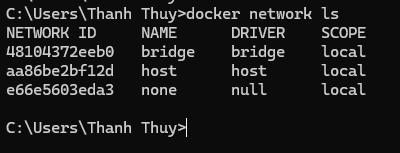 C:\Users\Thanh Thuy>docker network ls
NETWORK ID     NAME      DRIVER    SCOPE
48104372eeb0   bridge    bridge    local
aa86be2bf12d   host      host      local
e66e5603eda3   none      null      local
C:\Users\Thanh Thuy>